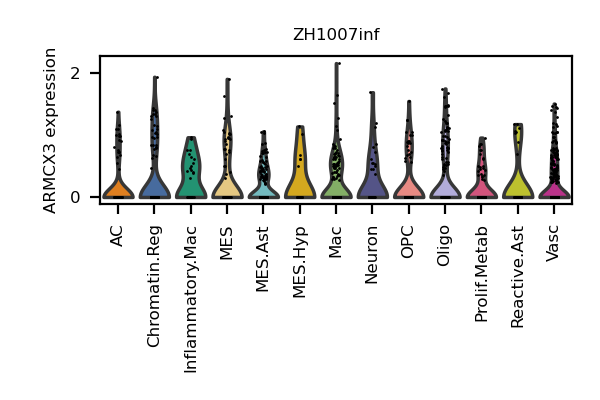 ZH1007inf
ARMCX3 expression
2
0
AC
Chromatin.Reg
Inflammatory.Mac
MES
MES.Ast
MES.Hyp
Mac
Neuron
OPC
Oligo
Prolif.Metab
Reactive.Ast
Vasc